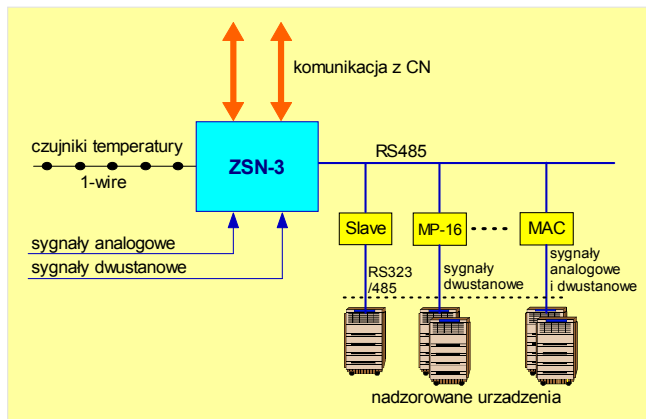 komunikacja z CN
czujniki temperatury
1-wire
ZSN-3
RS485
sygnały analogowe
sygnały dwustanowe
Slave
MP-16
MAC
RS323
/485
sygnały
dwustanowe
sygnały
analogowe
i dwustanowe
nadzorowane urzadzenia